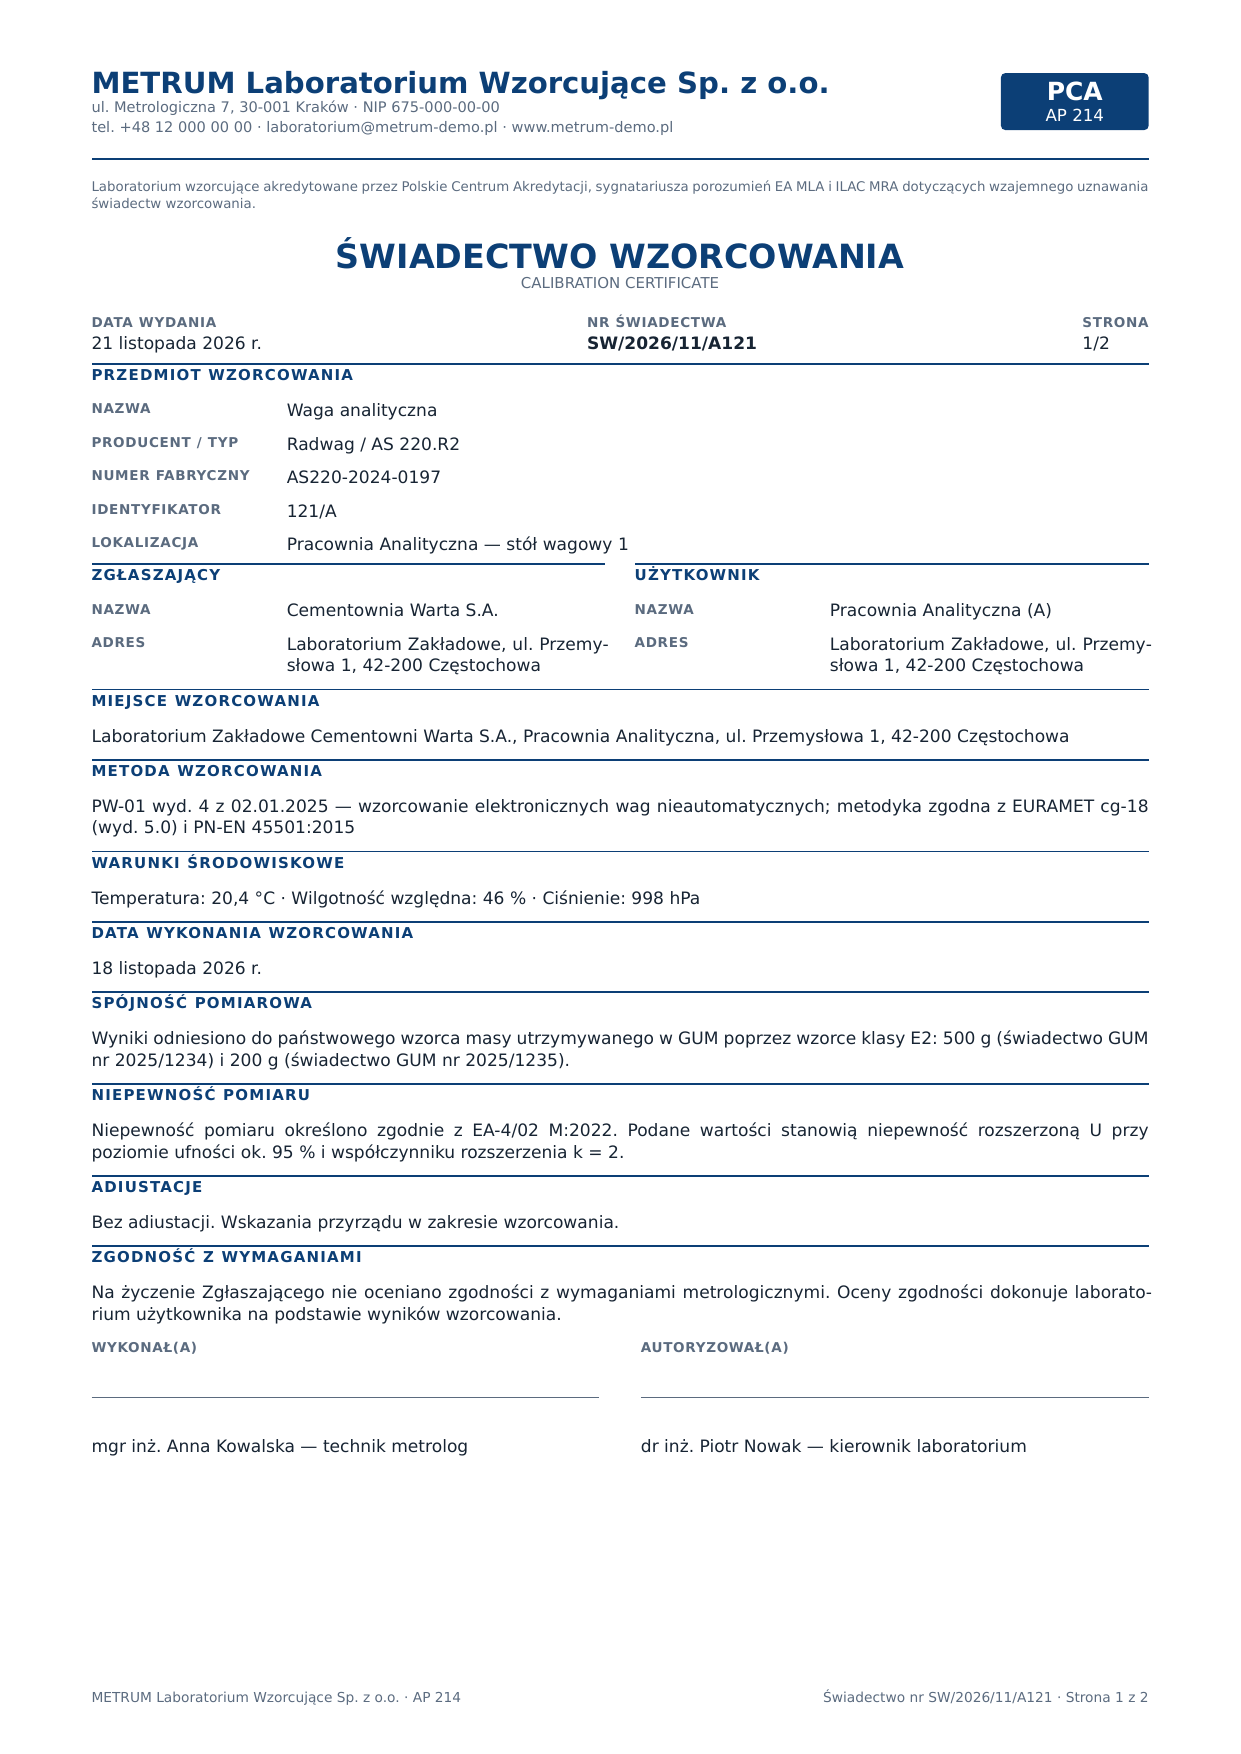 METRUM Laboratorium Wzorcujące Sp. z o.o.
ul. Metrologiczna 7, 30-001 Kraków · NIP 675-000-00-00
tel. +48 12 000 00 00 · laboratorium@metrum-demo.pl · www.metrum-demo.pl
PCA
AP 214
Laboratorium wzorcujące akredytowane przez Polskie Centrum Akredytacji, sygnatariusza porozumień EA MLA i ILAC MRA dotyczących wzajemnego uznawania
świadectw wzorcowania.
ŚWIADECTWO WZORCOWANIA
CALIBRATION CERTIFICATE
DATA WYDANIA
21 listopada 2026 r.
NR ŚWIADECTWA
SW/2026/11/A121
STRONA
1/2
PRZEDMIOT WZORCOWANIA
NAZWA Waga analityczna
PRODUCENT / TYP Radwag / AS 220.R2
NUMER FABRYCZNY AS220-2024-0197
IDENTYFIKATOR 121/A
LOKALIZACJA Pracownia Analityczna — stół wagowy 1
ZGŁASZAJĄCY
NAZWA Cementownia Warta S.A.
ADRES Laboratorium Zakładowe, ul. Przemy-
słowa 1, 42-200 Częstochowa
UŻYTKOWNIK
NAZWA Pracownia Analityczna (A)
ADRES Laboratorium Zakładowe, ul. Przemy-
słowa 1, 42-200 Częstochowa
MIEJSCE WZORCOWANIA
Laboratorium Zakładowe Cementowni Warta S.A., Pracownia Analityczna, ul. Przemysłowa 1, 42-200 Częstochowa
METODA WZORCOWANIA
PW-01 wyd. 4 z 02.01.2025 — wzorcowanie elektronicznych wag nieautomatycznych; metodyka zgodna z EURAMET cg-18
(wyd. 5.0) i PN-EN 45501:2015
WARUNKI ŚRODOWISKOWE
Temperatura: 20,4 °C · Wilgotność względna: 46 % · Ciśnienie: 998 hPa
DATA WYKONANIA WZORCOWANIA
18 listopada 2026 r.
SPÓJNOŚĆ POMIAROWA
Wyniki odniesiono do państwowego wzorca masy utrzymywanego w GUM poprzez wzorce klasy E2: 500 g (świadectwo GUM
nr 2025/1234) i 200 g (świadectwo GUM nr 2025/1235).
NIEPEWNOŚĆ POMIARU
Niepewność pomiaru określono zgodnie z EA-4/02 M:2022. Podane wartości stanowią niepewność rozszerzoną U przy
poziomie ufności ok. 95 % i współczynniku rozszerzenia k = 2.
ADIUSTACJE
Bez adiustacji. Wskazania przyrządu w zakresie wzorcowania.
ZGODNOŚĆ Z WYMAGANIAMI
Na życzenie Zgłaszającego nie oceniano zgodności z wymaganiami metrologicznymi. Oceny zgodności dokonuje laborato-
rium użytkownika na podstawie wyników wzorcowania.
WYKONAŁ(A)
mgr inż. Anna Kowalska — technik metrolog
AUTORYZOWAŁ(A)
dr inż. Piotr Nowak — kierownik laboratorium
METRUM Laboratorium Wzorcujące Sp. z o.o. · AP 214
Świadectwo nr SW/2026/11/A121 · Strona 1 z 2